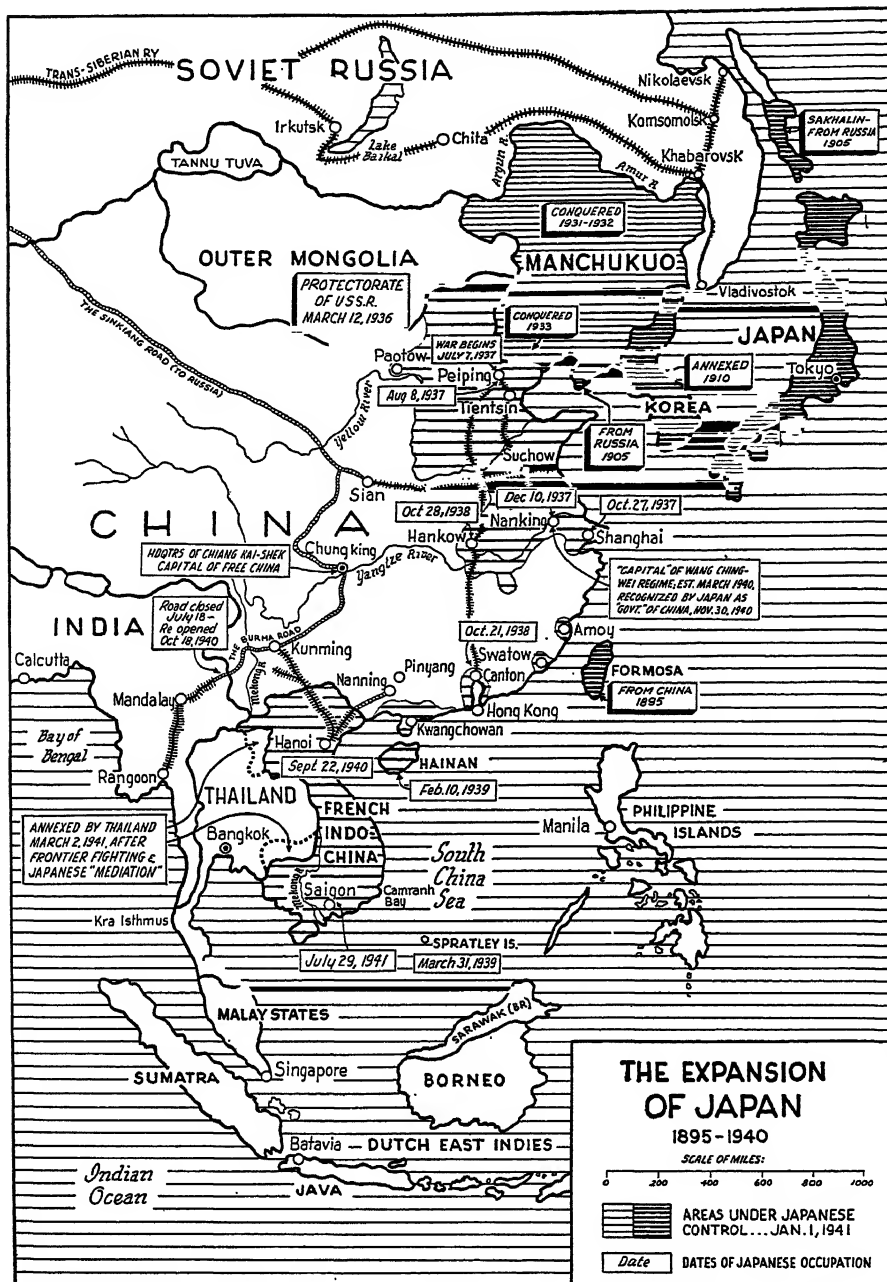 TRANS-SIBERIAN RY
SOVIET RUSSIA
Nikolaevsk
Komsomolsk
SAKHALIN-
FROM RUSSIA
1905
Irkutsk
Lake
Baikal
Chita
Khabarovsk
TANNU TUVA
Argun R.
Amur R
CONQUERED
1931-1932
OUTER MONGOLIA
MANCHUKUO
PROTECTORATE
OF U.S.S.R.
MARCH 12, 1936
Vladivostok
THE SINKIANG ROAD (TO RUSSIA)
CONQUERED
1933
JAPAN
WAR BEGINS
JULY 7, 1937
Paotow
Peiping
ANNEXED
1910
Tokyo
Aug 8, 1937
Tientsin
KOREA
Yellow River
FROM
RUSSIA
1905
Suchow
Sian
Dec 10, 1937
Oct. 27, 1937
Oct 28, 1938
Nanking
CHINA
Hankow
Shanghai
HDQTRS OF CHIANG KAI-SHEK
CAPITAL OF FREE CHINA
Chungking
Yangtze River
"CAPITAL" OF WANG CHING-
WEI REGIME; EST. MARCH 1940,
RECOGNIZED BY JAPAN AS
"GOVT." OF CHINA, NOV. 30, 1940
Road closed
July 18-
Re opened
Oct 18, 1940
INDIA
THE BURMA ROAD
Oct. 21, 1938
Amoy
Kunming
Swatow
Calcutta
Pinyang
FORMOSA
Mekong R
Nanning
Canton
FROM CHINA
1895
Mandalay
Hong Kong
Kwangchowan
Bay of
Bengal
Hanoi
HAINAN
Rangoon
Sept. 22, 1940
Feb. 10, 1939
THAILAND
FRENCH
INDO
CHINA
PHILIPPINE
ISLANDS
ANNEXED BY THAILAND
MARCH 2, 1941, AFTER
FRONTIER FIGHTING &
JAPANESE "MEDIATION"
Manila
Bangkok
South
China
Sea
Mekong R
Saigon
Camranh
Bay
Kra Isthmus
SPRATLEY IS.
July 29, 1941
March 31, 1939
MALAY STATES
SARAWAK (BR)
SUMATRA
Singapore
BORNEO
Batavia
DUTCH EAST INDIES
Indian
Ocean
JAVA
THE EXPANSION
OF JAPAN
1895-1940
SCALE OF MILES:
0 200 400 600 800 1000
AREAS UNDER JAPANESE
CONTROL...JAN. 1, 1941
Date DATES OF JAPANESE OCCUPATION